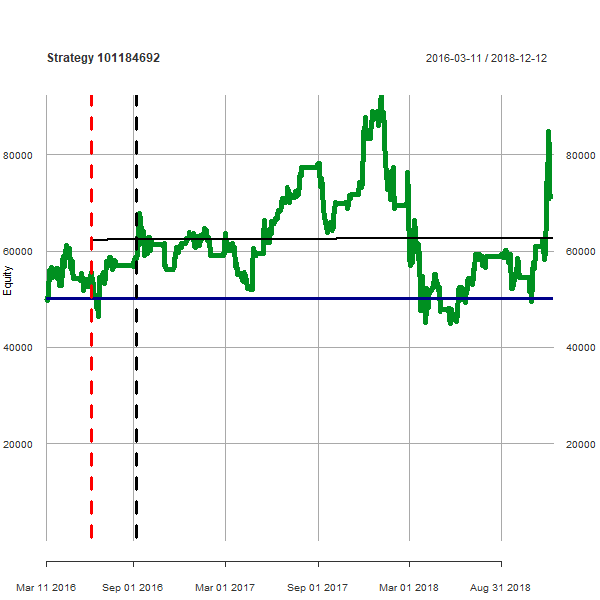 Strategy 101184692
2016-03-11 / 2018-12-12
80000
80000
60000
60000
Equity
40000
40000
20000
20000
Mar 11 2016
Sep 01 2016
Mar 01 2017
Sep 01 2017
Mar 01 2018
Aug 31 2018